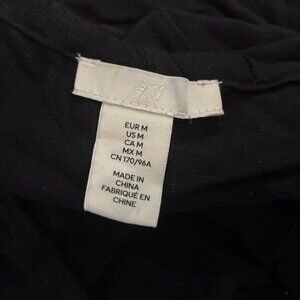 H&M
EUR M
US M
CA M
MX M
CN 170/96A
MADE IN
CHINA
FABRIQUÉ EN
CHINE